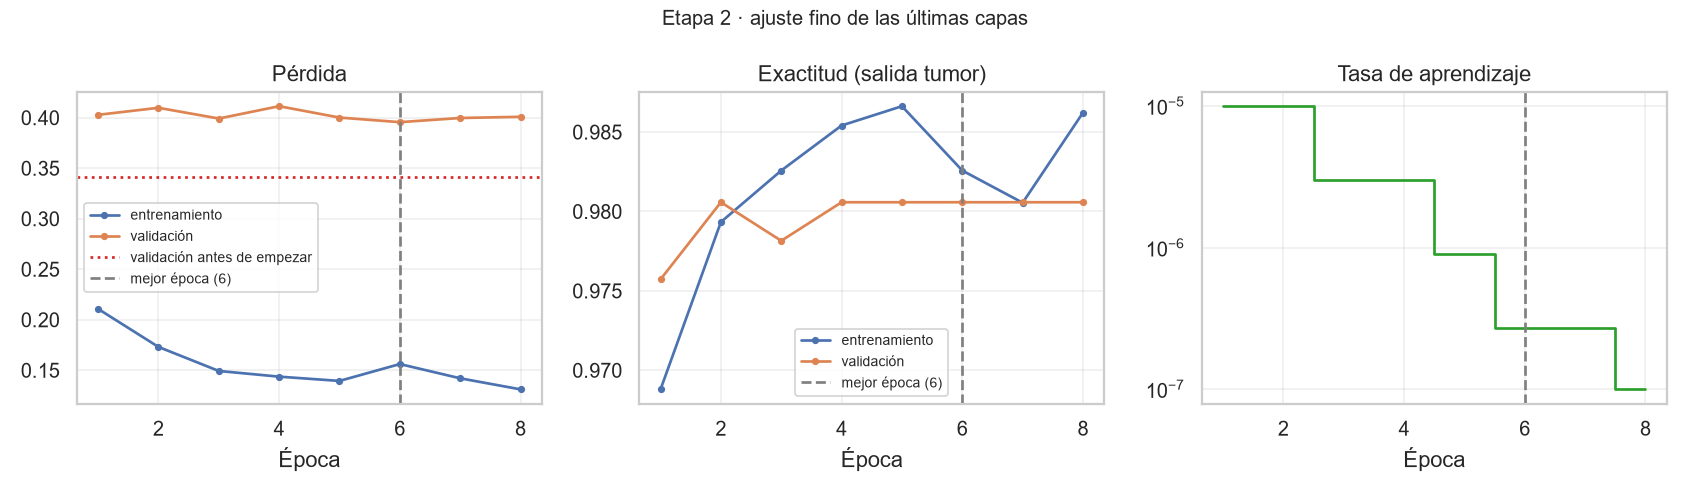 Etapa 2 · ajuste fino de las últimas capas
Pérdida
0.40
0.35
0.30
0.25
0.20
0.15
entrenamiento
validación
validación antes de empezar
mejor época (6)
2 4 6 8
Época
Exactitud (salida tumor)
0.985
0.980
0.975
0.970
entrenamiento
validación
mejor época (6)
2 4 6 8
Época
Tasa de aprendizaje
10⁻⁵
10⁻⁶
10⁻⁷
2 4 6 8
Época